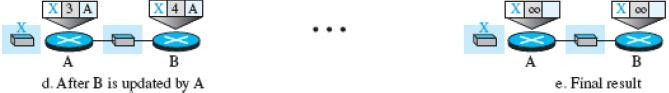 X 3 A
X 4 A
X ∞
X ∞
X
X
A
B
A
B
d. After B is updated by A
e. Final result